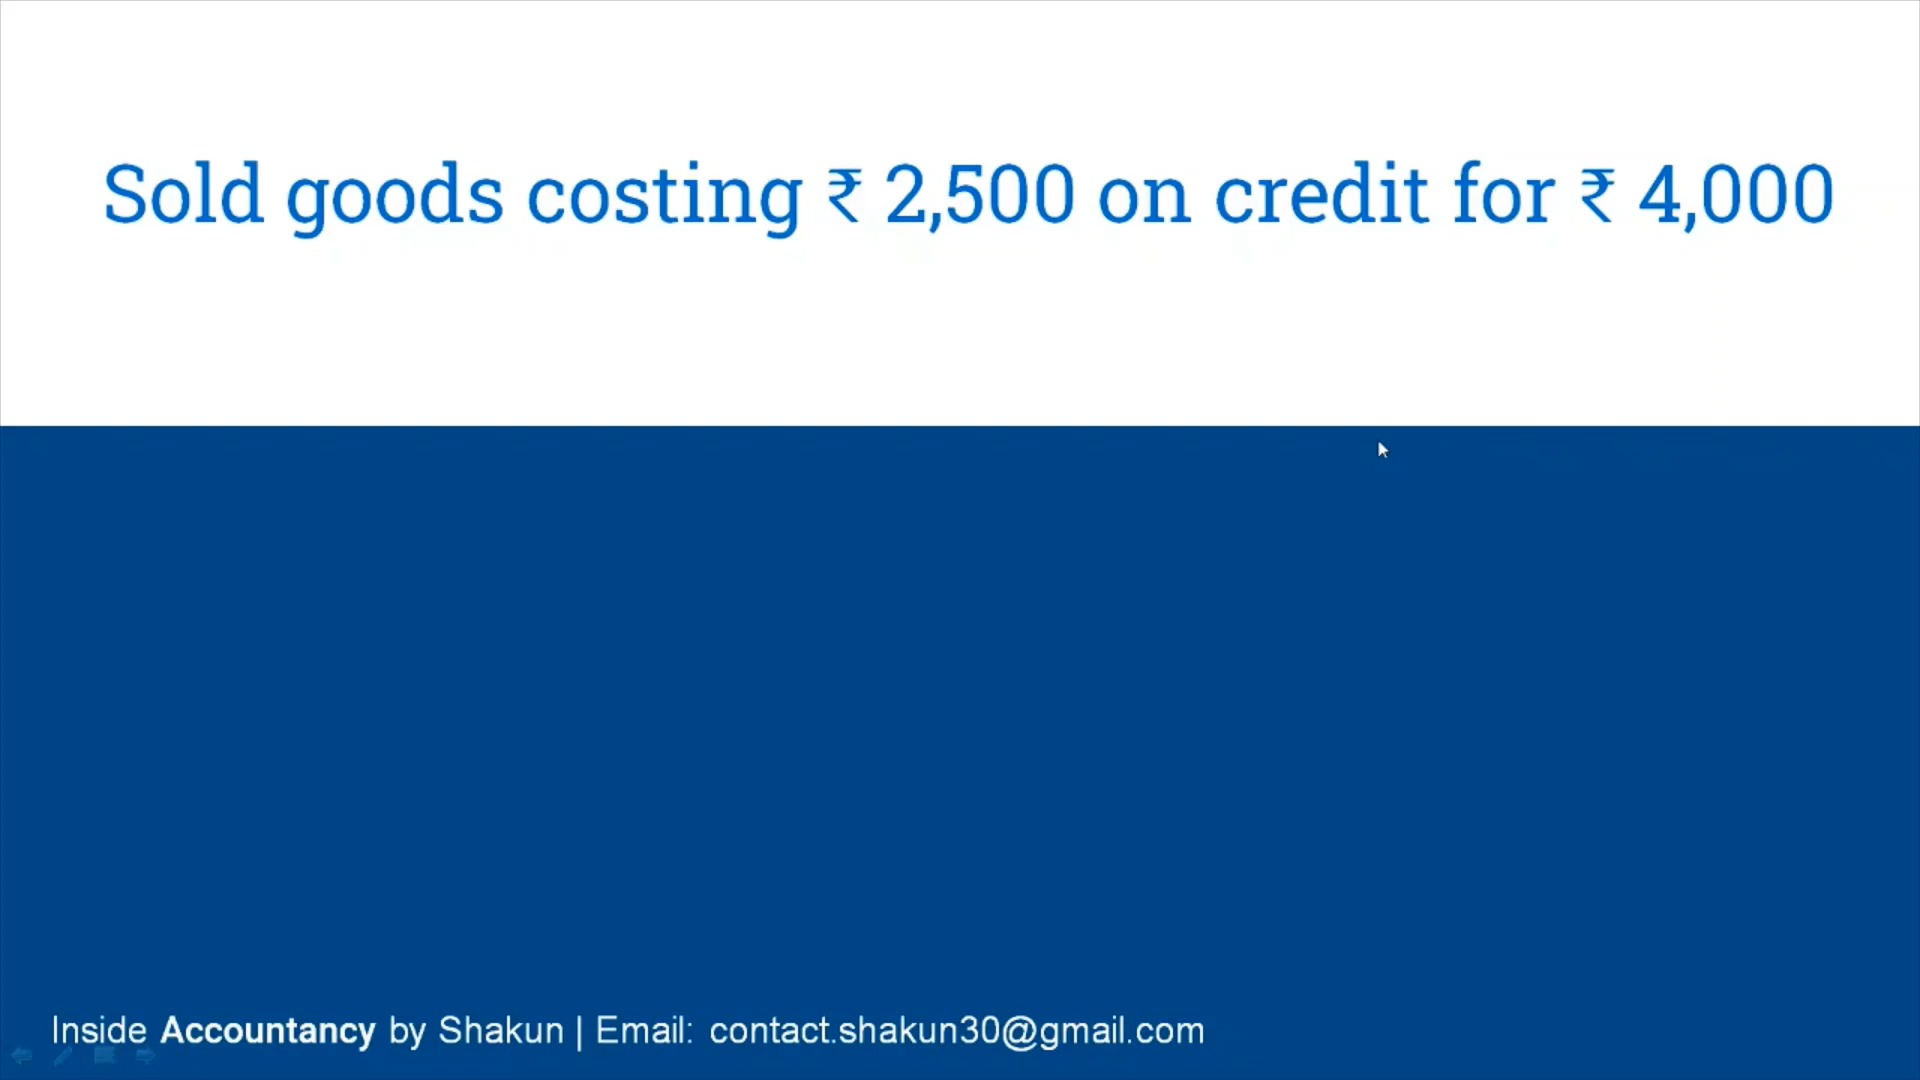 Sold goods costing ₹ 2,500 on credit for ₹ 4,000
Inside Accountancy by Shakun | Email: contact.shakun30@gmail.com